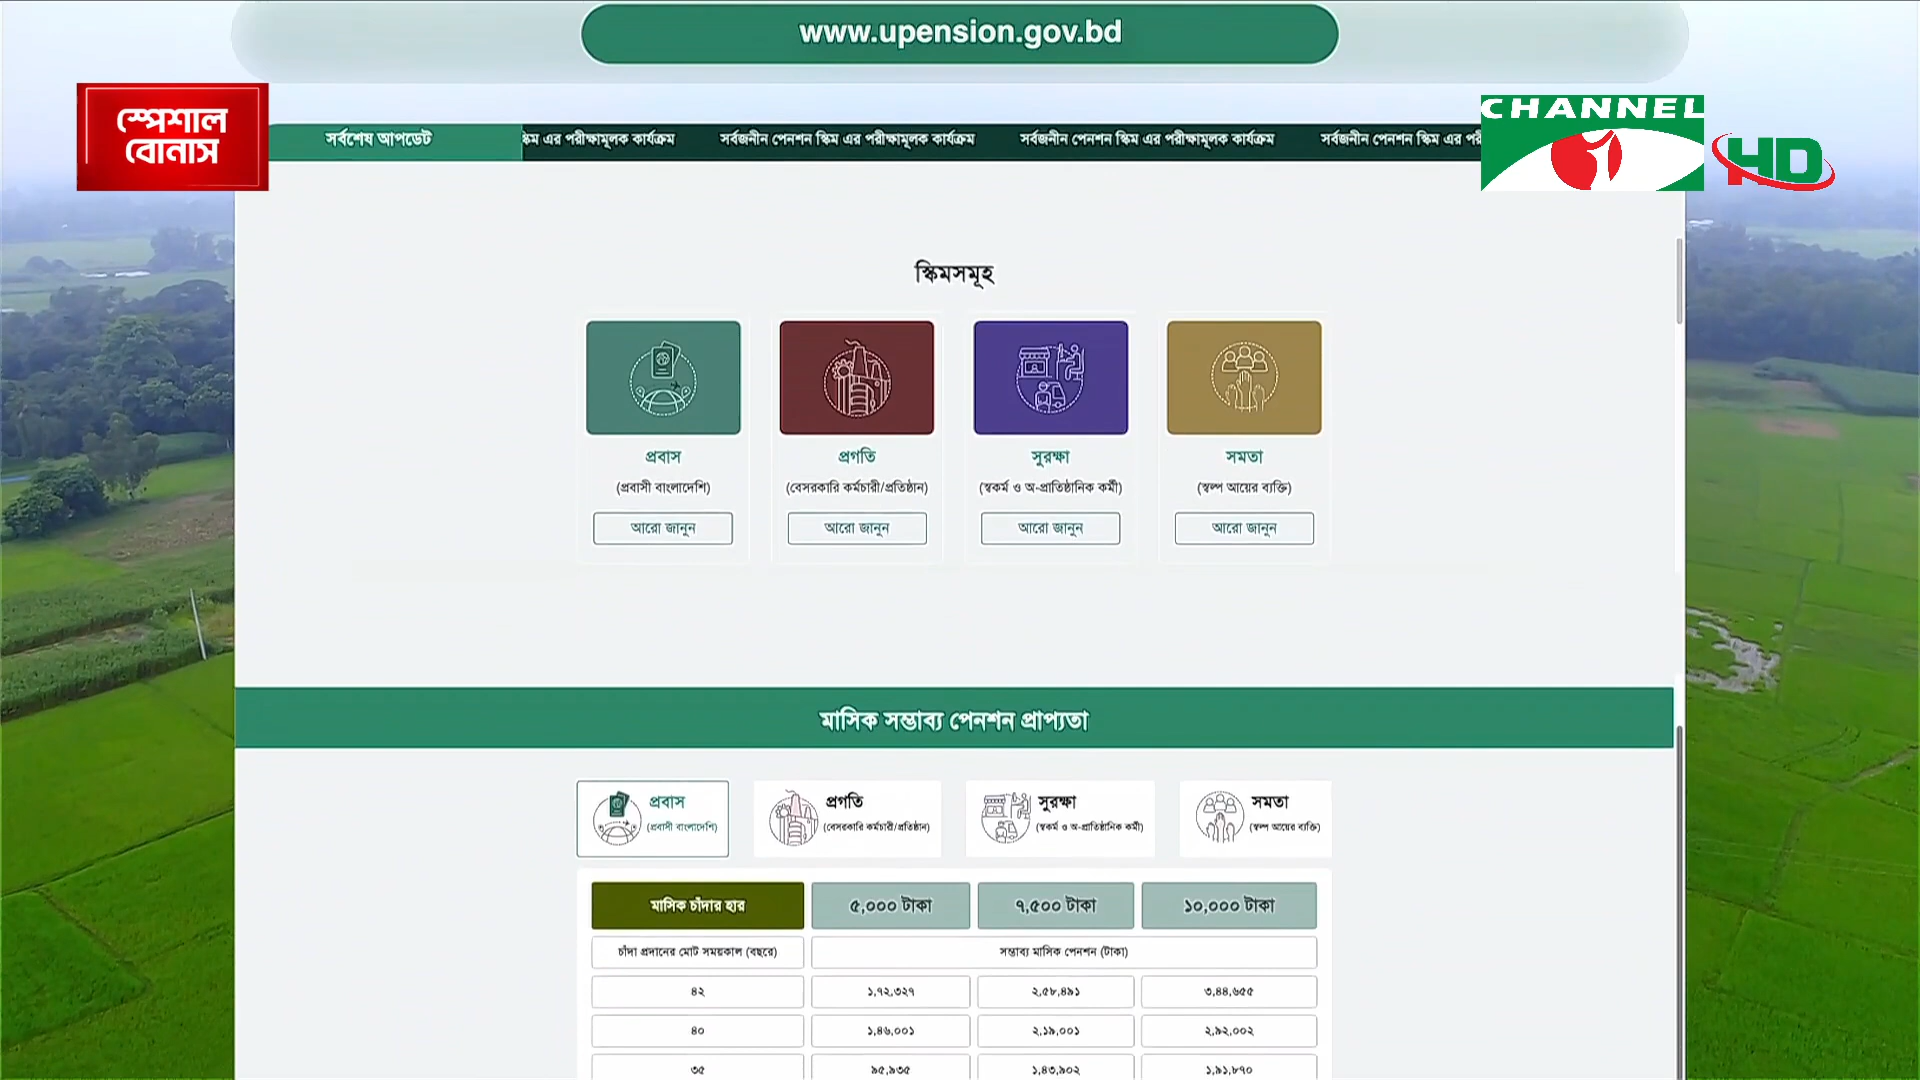 www.upension.gov.bd
স্পেশাল
বোনাস
CHANNEL
HD
সর্বশেষ আপডেট
স্কিম এর পরীক্ষামূলক কার্যক্রম সর্বজনীন পেনশন স্কিম এর পরীক্ষামূলক কার্যক্রম সর্বজনীন পেনশন স্কিম এর পরীক্ষামূলক কার্যক্রম সর্বজনীন পেনশন স্কিম এর
স্কিমসমূহ
প্রবাস
(প্রবাসী বাংলাদেশি)
আরো জানুন
প্রগতি
(বেসরকারি কর্মচারী/প্রতিষ্ঠান)
আরো জানুন
সুরক্ষা
(স্বকর্ম ও অ-প্রাতিষ্ঠানিক কর্মী)
আরো জানুন
সমতা
(স্বল্প আয়ের ব্যক্তি)
আরো জানুন
মাসিক সম্ভাব্য পেনশন প্রাপ্যতা
প্রবাস
(প্রবাসী বাংলাদেশি)
প্রগতি
(বেসরকারি কর্মচারী/প্রতিষ্ঠান)
সুরক্ষা
(স্বকর্ম ও অ-প্রাতিষ্ঠানিক কর্মী)
সমতা
(স্বল্প আয়ের ব্যক্তি)
মাসিক চাঁদার হার ৫,০০০ টাকা ৭,৫০০ টাকা ১০,০০০ টাকা
চাঁদা প্রদানের মোট সময়কাল (বছরে) সম্ভাব্য মাসিক পেনশন (টাকা)
৪২ ১,৭২,৩২৭ ২,৫৮,৪৯১ ৩,৪৪,৬৫৫
৪০ ১,৪৬,০০১ ২,১৯,০০১ ২,৯২,০০২
৩৫ ৯৫,৯৩৫ ১,৪৩,৯০২ ১,৯১,৮৭০